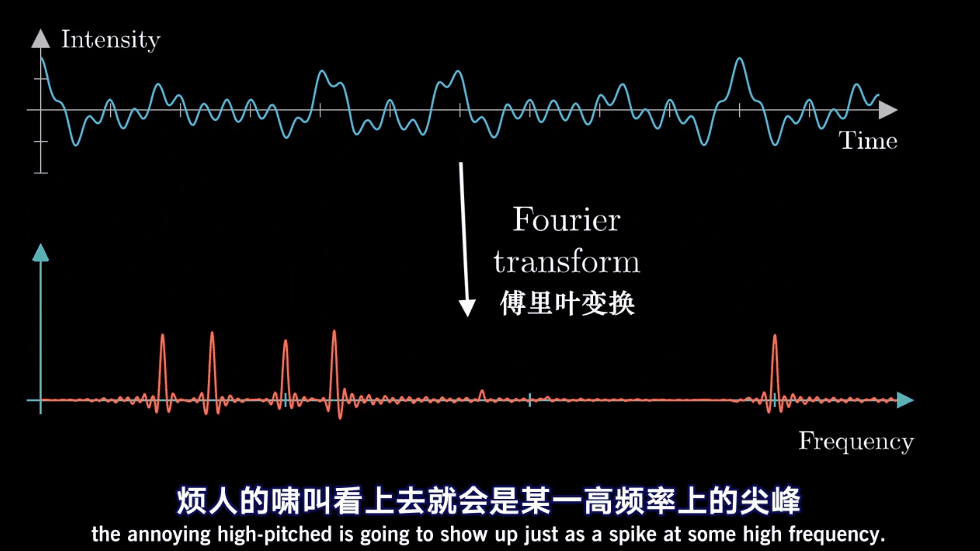 Intensity
Time
Fourier
transform
傅里叶变换
Frequency
烦人的啸叫看上去就会是某一高频率上的尖峰
the annoying high-pitched is going to show up just as a spike at some high frequency.